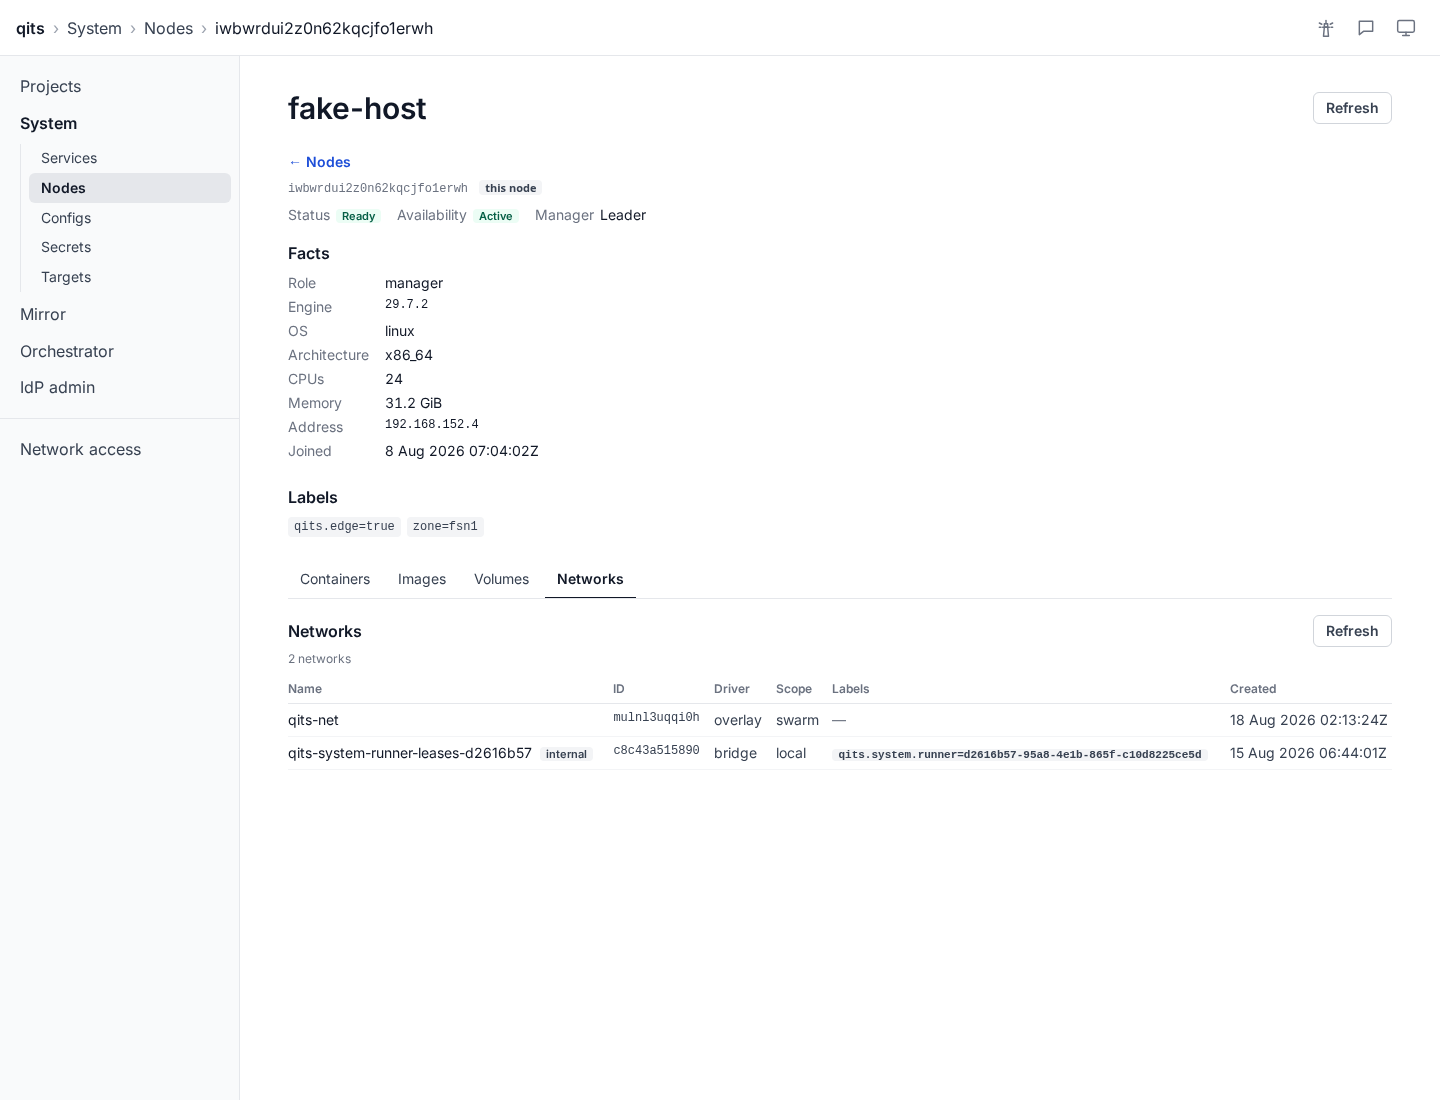 qits › System › Nodes › iwbwrdui2z0n62kqcjfo1erwh
Projects
System
Services
Nodes
Configs
Secrets
Targets
Mirror
Orchestrator
IdP admin
Network access
fake-host
Refresh
← Nodes
iwbwrdui2z0n62kqcjfo1erwh this node
Status Ready Availability Active Manager Leader
Facts
Role manager
Engine 29.7.2
OS linux
Architecture x86_64
CPUs 24
Memory 31.2 GiB
Address 192.168.152.4
Joined 8 Aug 2026 07:04:02Z
Labels
qits.edge=true zone=fsn1
Containers Images Volumes Networks
Networks
Refresh
2 networks
Name ID Driver Scope Labels Created
qits-net mulnl3uqqi0h overlay swarm — 18 Aug 2026 02:13:24Z
qits-system-runner-leases-d2616b57 internal c8c43a515890 bridge local qits.system.runner=d2616b57-95a8-4e1b-865f-c10d8225ce5d 15 Aug 2026 06:44:01Z